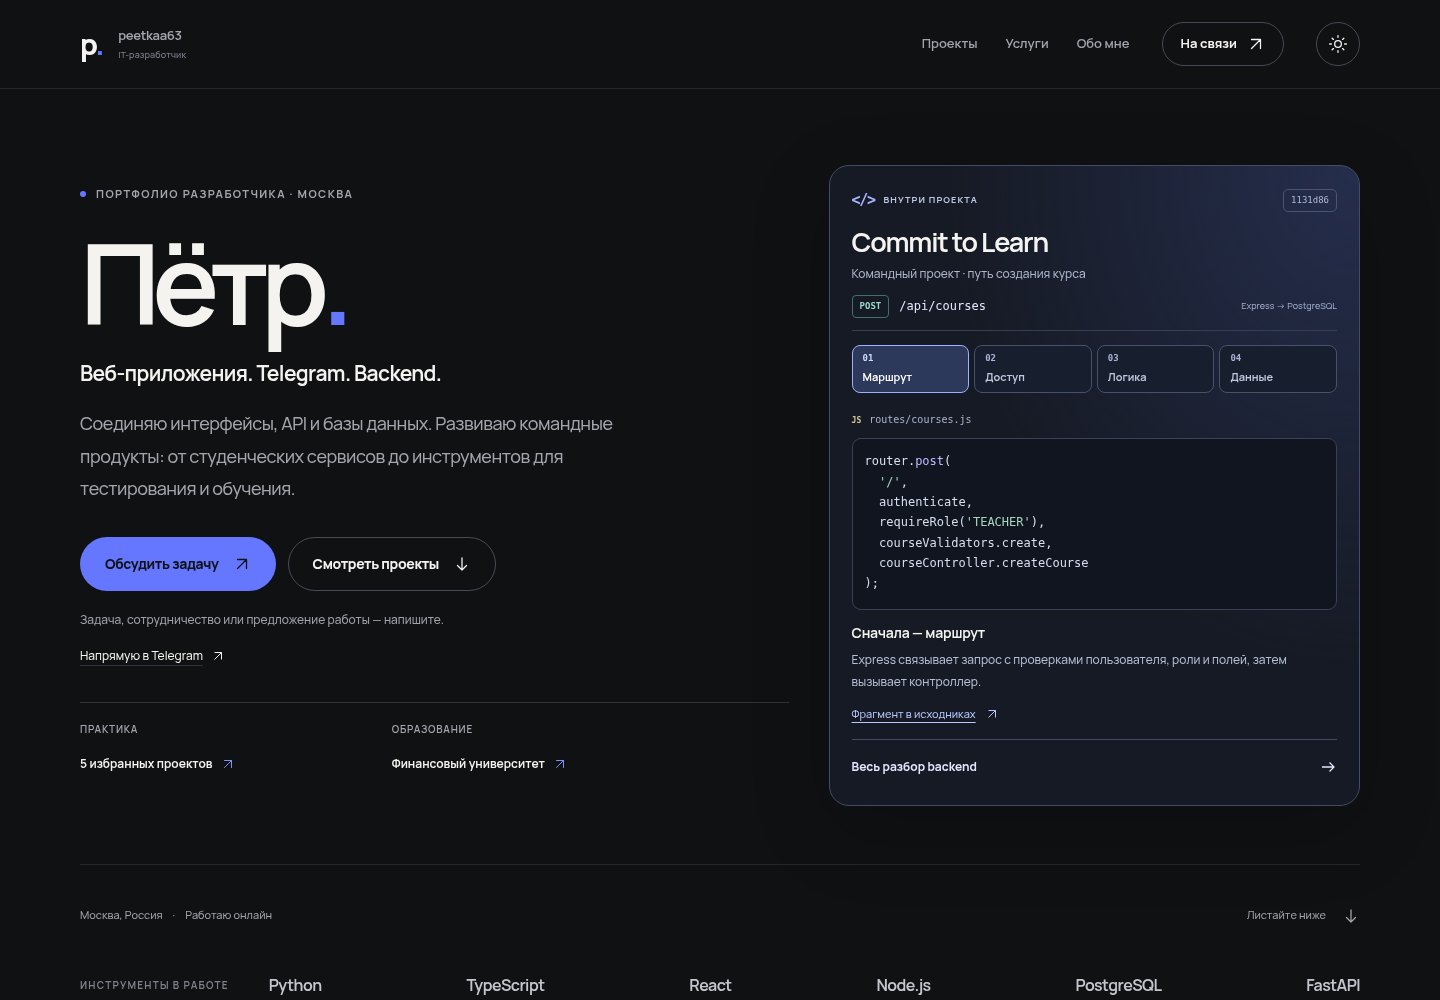 p.
peetkaa63
IT-разработчик
Проекты
Услуги
Обо мне
На связи
ПОРТФОЛИО РАЗРАБОТЧИКА · МОСКВА
Пётр.
Веб-приложения. Telegram. Backend.
Соединяю интерфейсы, API и базы данных. Развиваю командные
продукты: от студенческих сервисов до инструментов для
тестирования и обучения.
Обсудить задачу
Смотреть проекты
Задача, сотрудничество или предложение работы — напишите.
Напрямую в Telegram
ПРАКТИКА
5 избранных проектов
ОБРАЗОВАНИЕ
Финансовый университет
</> ВНУТРИ ПРОЕКТА
1131d86
Commit to Learn
Командный проект · путь создания курса
POST /api/courses
Express → PostgreSQL
01
Маршрут
02
Доступ
03
Логика
04
Данные
JS routes/courses.js
router.post(
  '/',
  authenticate,
  requireRole('TEACHER'),
  courseValidators.create,
  courseController.createCourse
);
Сначала — маршрут
Express связывает запрос с проверками пользователя, роли и полей, затем
вызывает контроллер.
Фрагмент в исходниках
Весь разбор backend
Москва, Россия · Работаю онлайн
Листайте ниже
ИНСТРУМЕНТЫ В РАБОТЕ
Python
TypeScript
React
Node.js
PostgreSQL
FastAPI